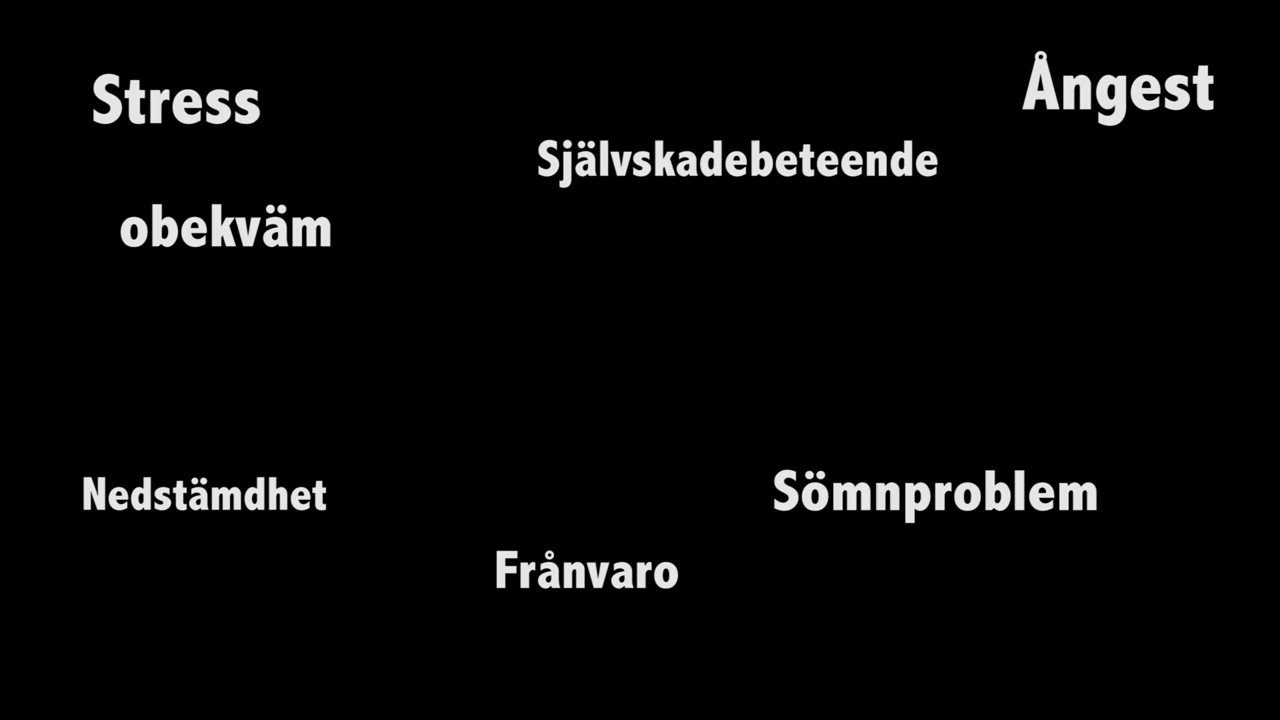 Stress
Ångest
Självskadebeteende
obekväm
Nedstämdhet
Sömnproblem
Frånvaro